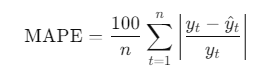 MAPE = \frac{100}{n} \sum_{t=1}^{n} \left| \frac{y_t - \hat{y}_t}{y_t} \right|